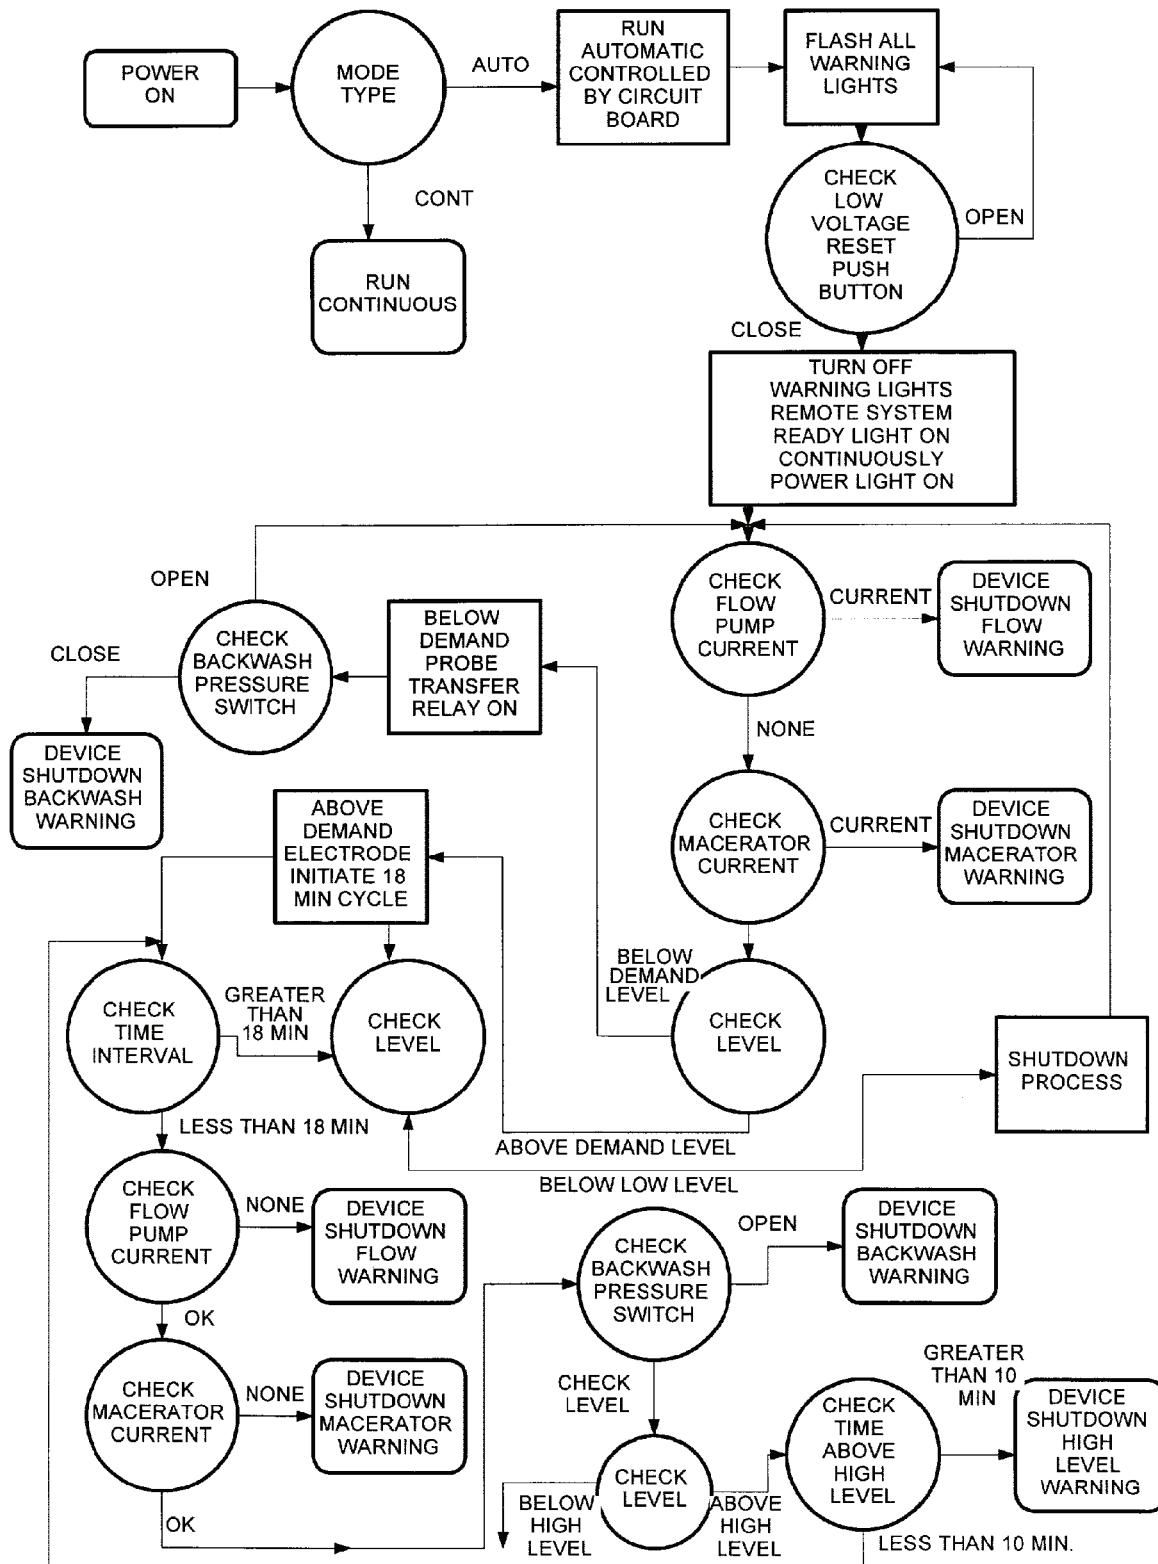 POWER
ON
MODE
TYPE
AUTO
RUN
AUTOMATIC
CONTROLLED
BY CIRCUIT
BOARD
FLASH ALL
WARNING
LIGHTS
CONT
RUN
CONTINUOUS
CHECK
LOW
VOLTAGE
RESET
PUSH
BUTTON
OPEN
CLOSE
TURN OFF
WARNING LIGHTS
REMOTE SYSTEM
READY LIGHT ON
CONTINUOUSLY
POWER LIGHT ON
OPEN
CHECK
BACKWASH
PRESSURE
SWITCH
CLOSE
DEVICE
SHUTDOWN
BACKWASH
WARNING
BELOW
DEMAND
PROBE
TRANSFER
RELAY ON
CHECK
FLOW
PUMP
CURRENT
CURRENT
DEVICE
SHUTDOWN
FLOW
WARNING
NONE
CHECK
MACERATOR
CURRENT
CURRENT
DEVICE
SHUTDOWN
MACERATOR
WARNING
ABOVE
DEMAND
ELECTRODE
INITIATE 18
MIN CYCLE
BELOW
DEMAND
LEVEL
CHECK
TIME
INTERVAL
GREATER
THAN
18 MIN
CHECK
LEVEL
CHECK
LEVEL
SHUTDOWN
PROCESS
LESS THAN 18 MIN
ABOVE DEMAND LEVEL
BELOW LOW LEVEL
CHECK
FLOW
PUMP
CURRENT
NONE
DEVICE
SHUTDOWN
FLOW
WARNING
CHECK
BACKWASH
PRESSURE
SWITCH
OPEN
DEVICE
SHUTDOWN
BACKWASH
WARNING
OK
CHECK
MACERATOR
CURRENT
NONE
DEVICE
SHUTDOWN
MACERATOR
WARNING
CHECK
LEVEL
CHECK
TIME
ABOVE
HIGH
LEVEL
GREATER
THAN 10
MIN
DEVICE
SHUTDOWN
HIGH
LEVEL
WARNING
OK
BELOW
HIGH
LEVEL
CHECK
LEVEL
ABOVE
HIGH
LEVEL
LESS THAN 10 MIN.